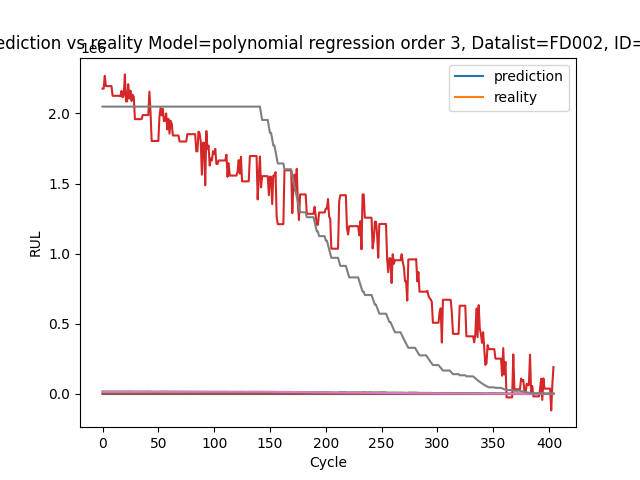 ediction vs reality Model=polynomial regression order 3, Datalist=FD002, ID=
1e6
prediction
reality
2.0
1.5
1.0
0.5
0.0
RUL
0 50 100 150 200 250 300 350 400
Cycle